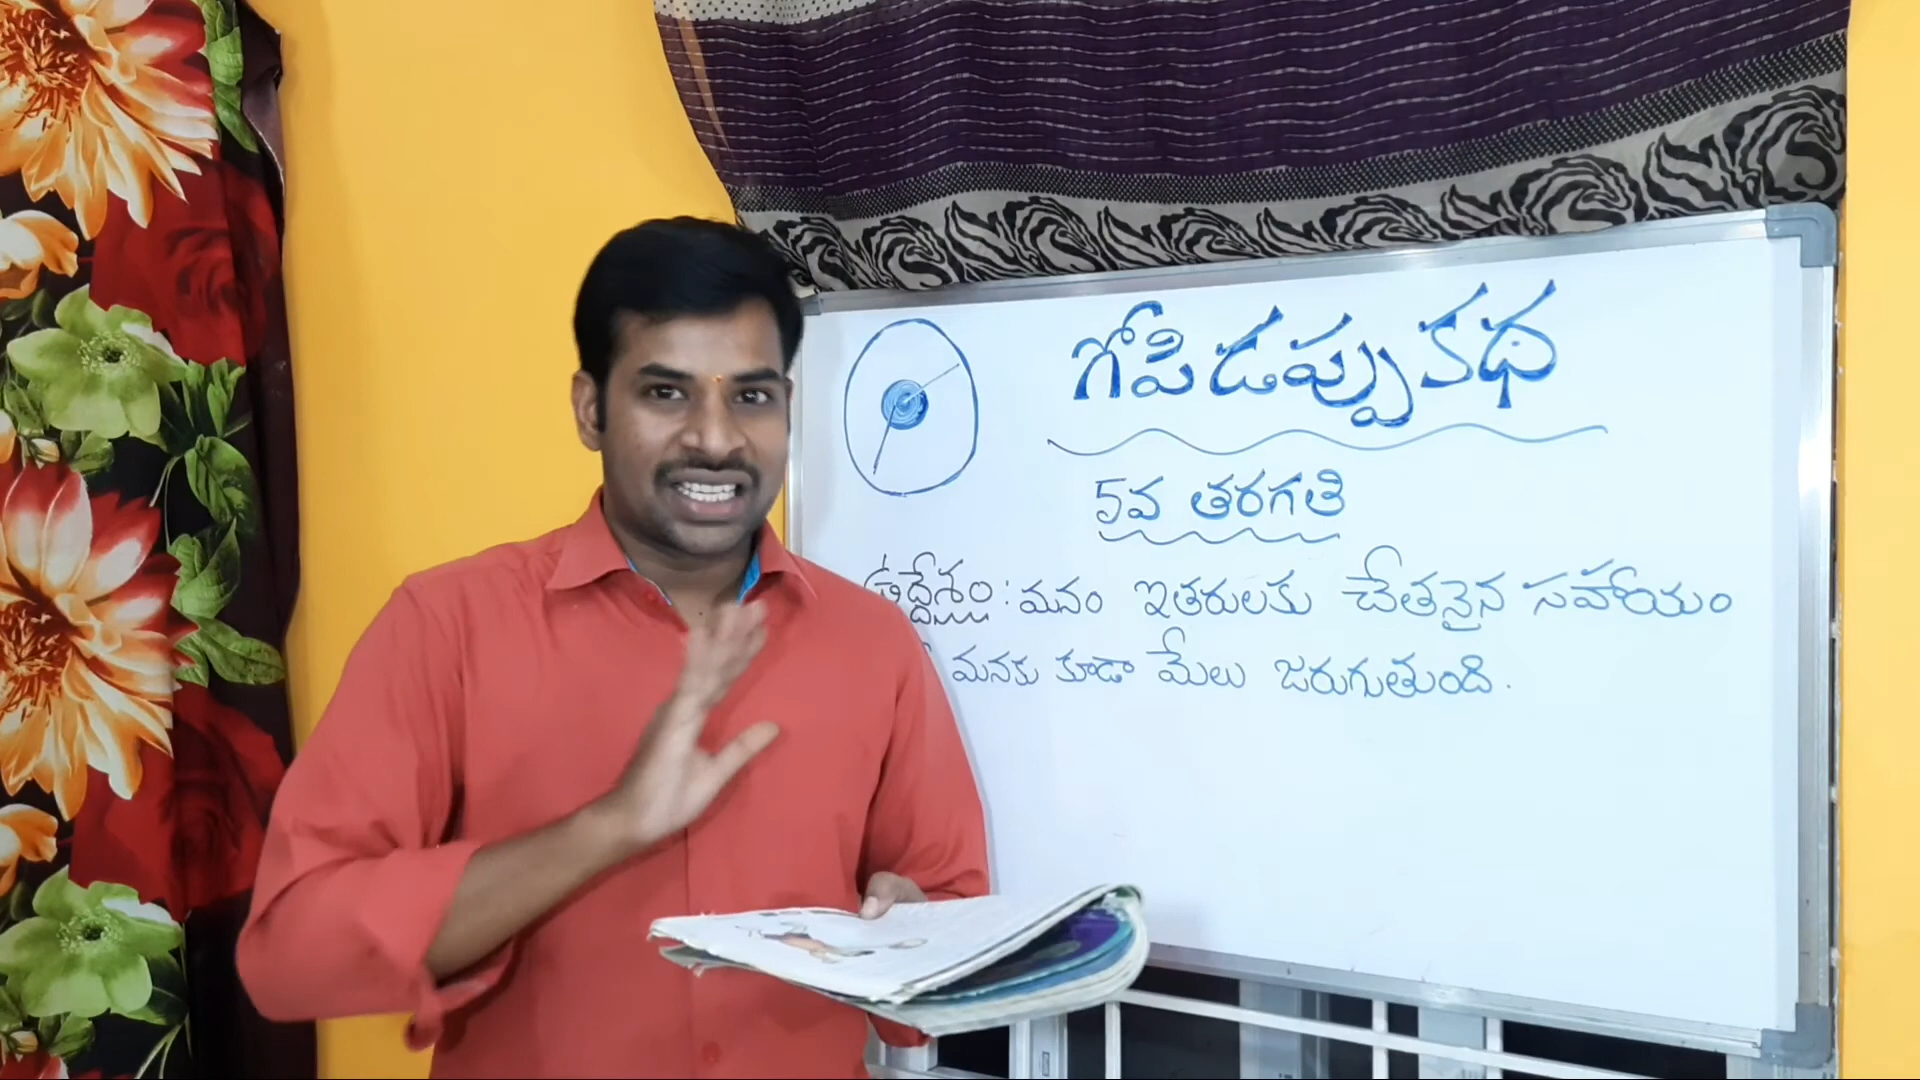 గోపి డప్పు కథ
5వ తరగతి
ఉద్దేశ్యం : మనం ఇతరులకు చేతనైన సహాయం
మనకు కూడా మేలు జరుగుతుంది.